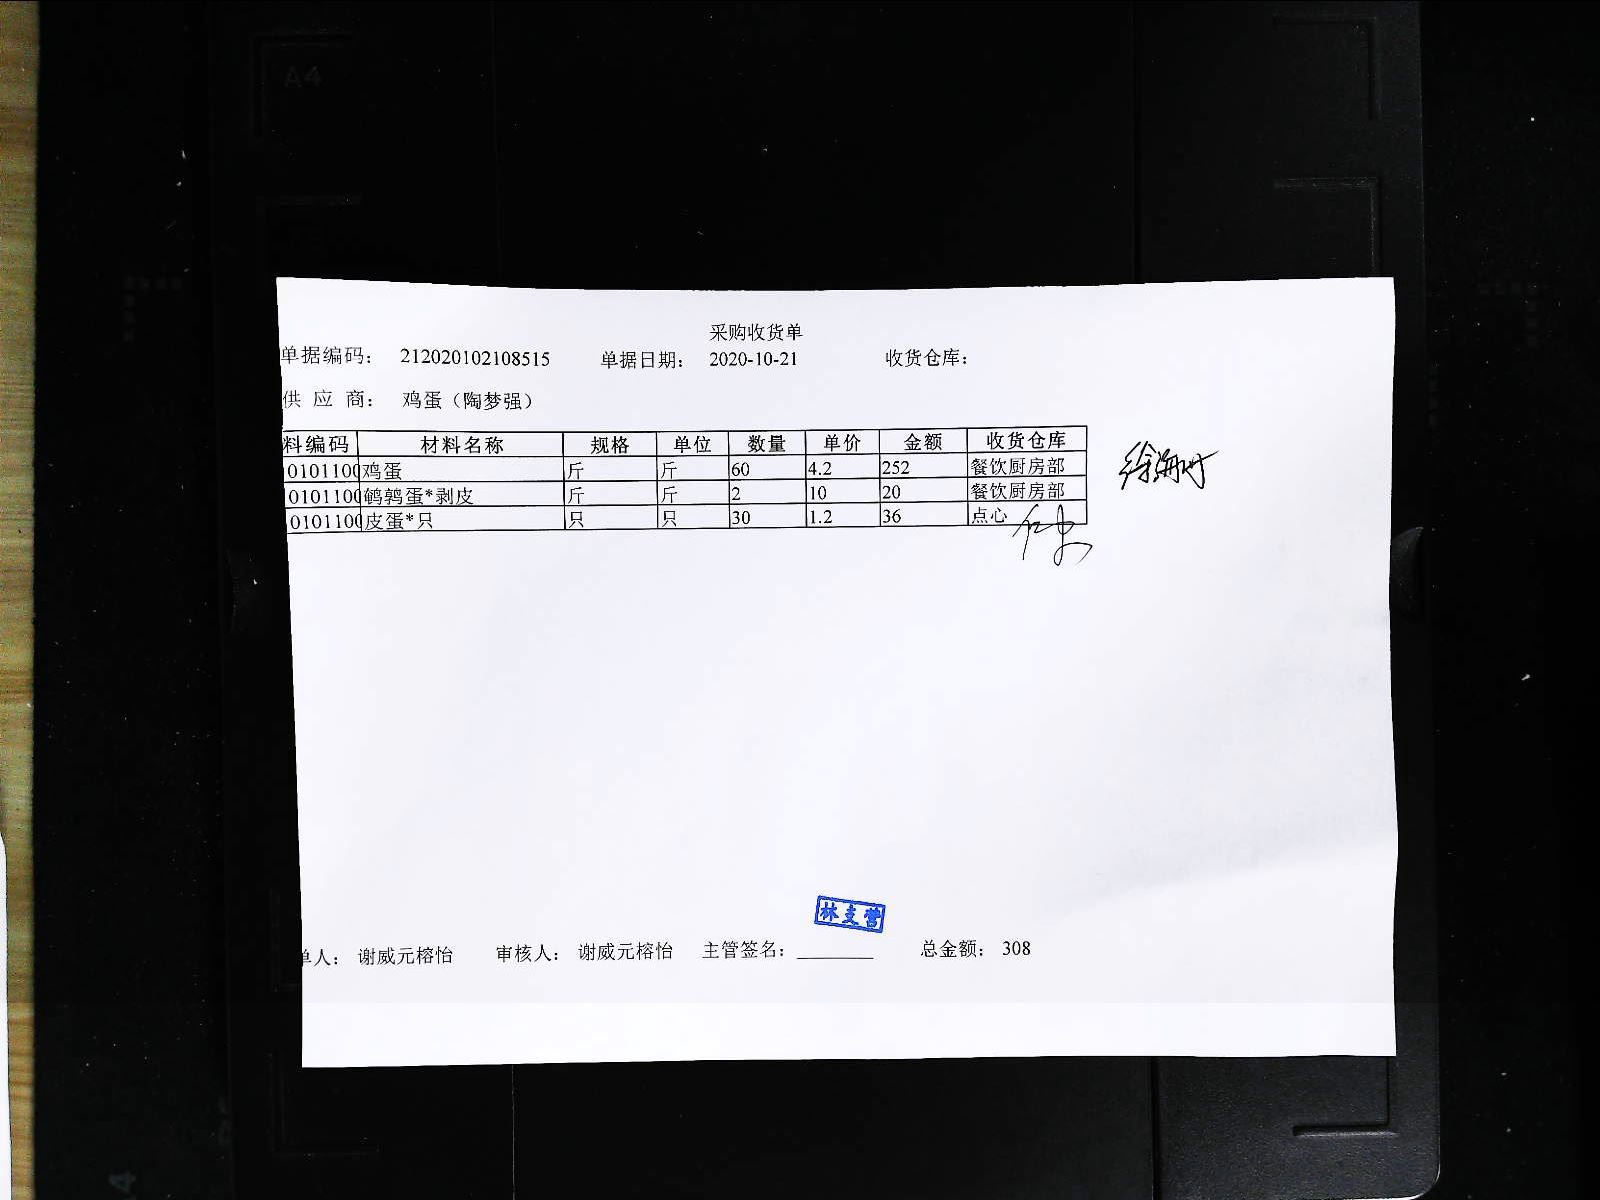 采购收货单
单据编码： 212020102108515 单据日期： 2020-10-21 收货仓库：
供 应 商： 鸡蛋（陶梦强）
料编码 材料名称 规格 单位 数量 单价 金额 收货仓库
0101100 鸡蛋 斤 斤 60 4.2 252 餐饮厨房部
0101100 鹌鹑蛋*剥皮 斤 斤 2 10 20 餐饮厨房部
0101100 皮蛋*只 只 只 30 1.2 36 点心
林支营
单人： 谢威元榕怡 审核人： 谢威元榕怡 主管签名： 总金额： 308
A4